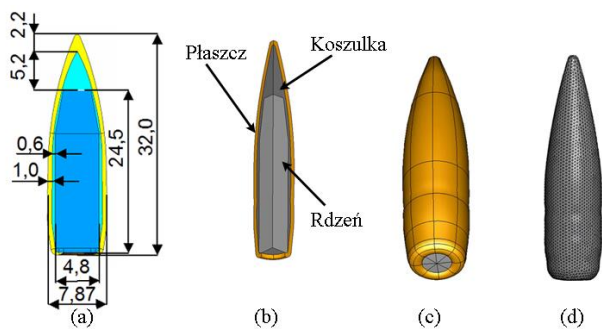 2,2
5,2
0,6
1,0
24,5
32,0
4,8
7,87
Płaszcz
Koszulka
Rdzeń
(a)
(b)
(c)
(d)